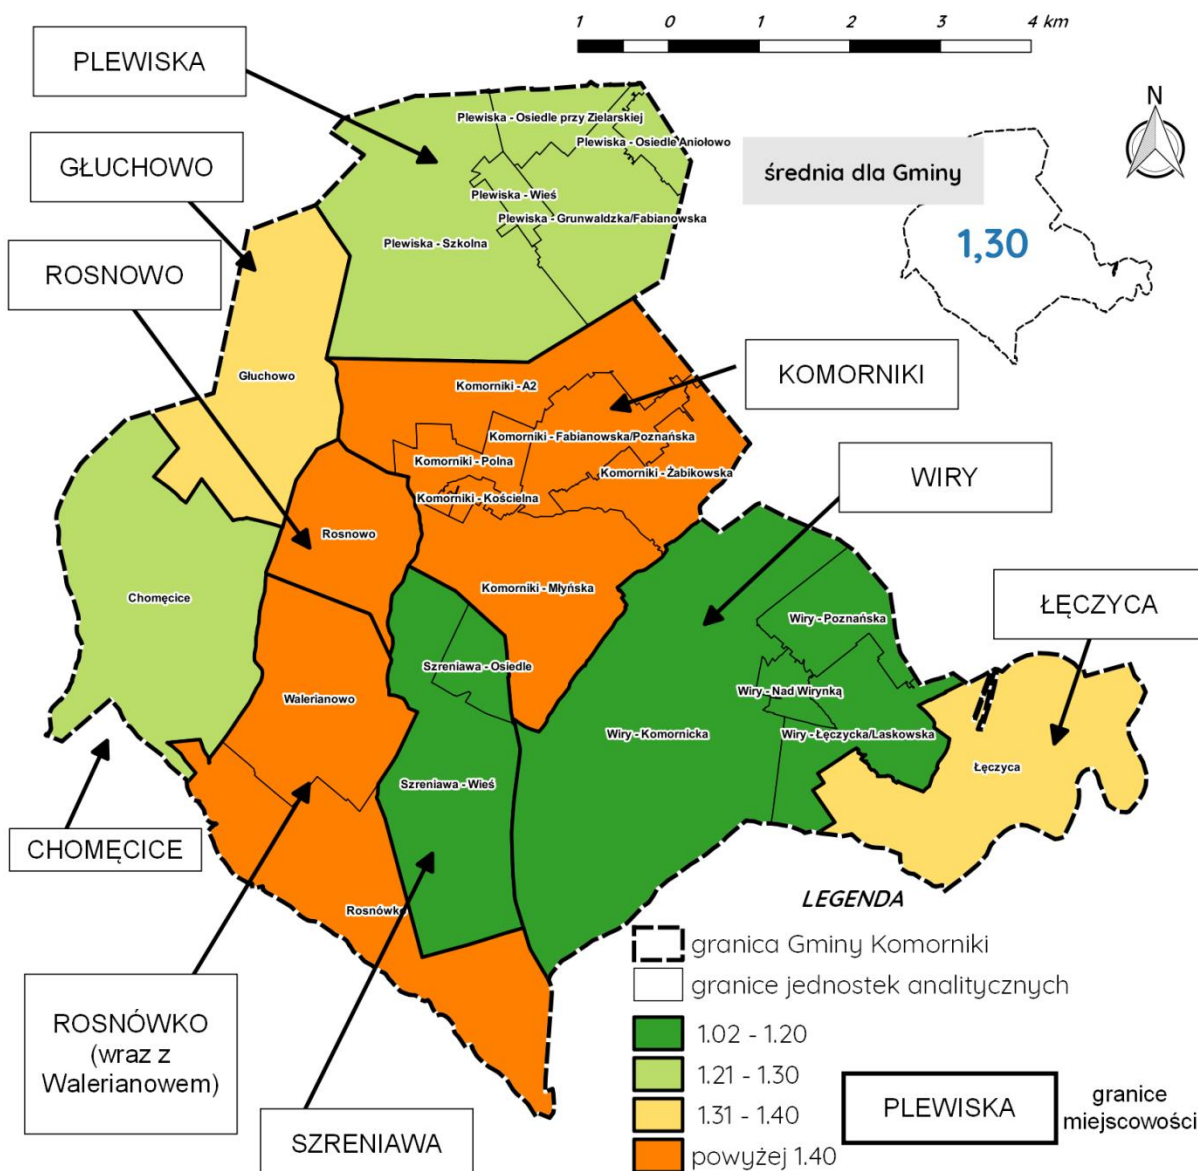 1 0 1 2 3 4 km
PLEWISKA
N
Plewiska - Osiedle przy Zielarskiej
Plewiska - Osiedle Aniołowo
GŁUCHOWO
średnia dla Gminy
Plewiska - Wieś
Plewiska - Grunwaldzka/Fabianowska
Plewiska - Szkolna
1,30
ROSNOWO
Głuchowo
Komorniki - A2
KOMORNIKI
Komorniki - Fabianowska/Poznańska
Komorniki - Polna
Komorniki - Żabikowska
WIRY
Komorniki - Kościelna
Rosnowo
Komorniki - Młyńska
Chomęcice
ŁĘCZYCA
Wiry - Poznańska
Szreniawa - Osiedle
Walerianowo
Wiry - Nad Wirynką
Wiry - Komornicka
Wiry - Łęczycka/Laskowska
Łęczyca
Szreniawa - Wieś
CHOMĘCICE
Rosnówko
LEGENDA
granica Gminy Komorniki
granice jednostek analitycznych
ROSNÓWKO
(wraz z
Walerianowem)
1.02 - 1.20
1.21 - 1.30
1.31 - 1.40
powyżej 1.40
PLEWISKA
granice
miejscowości
SZRENIAWA